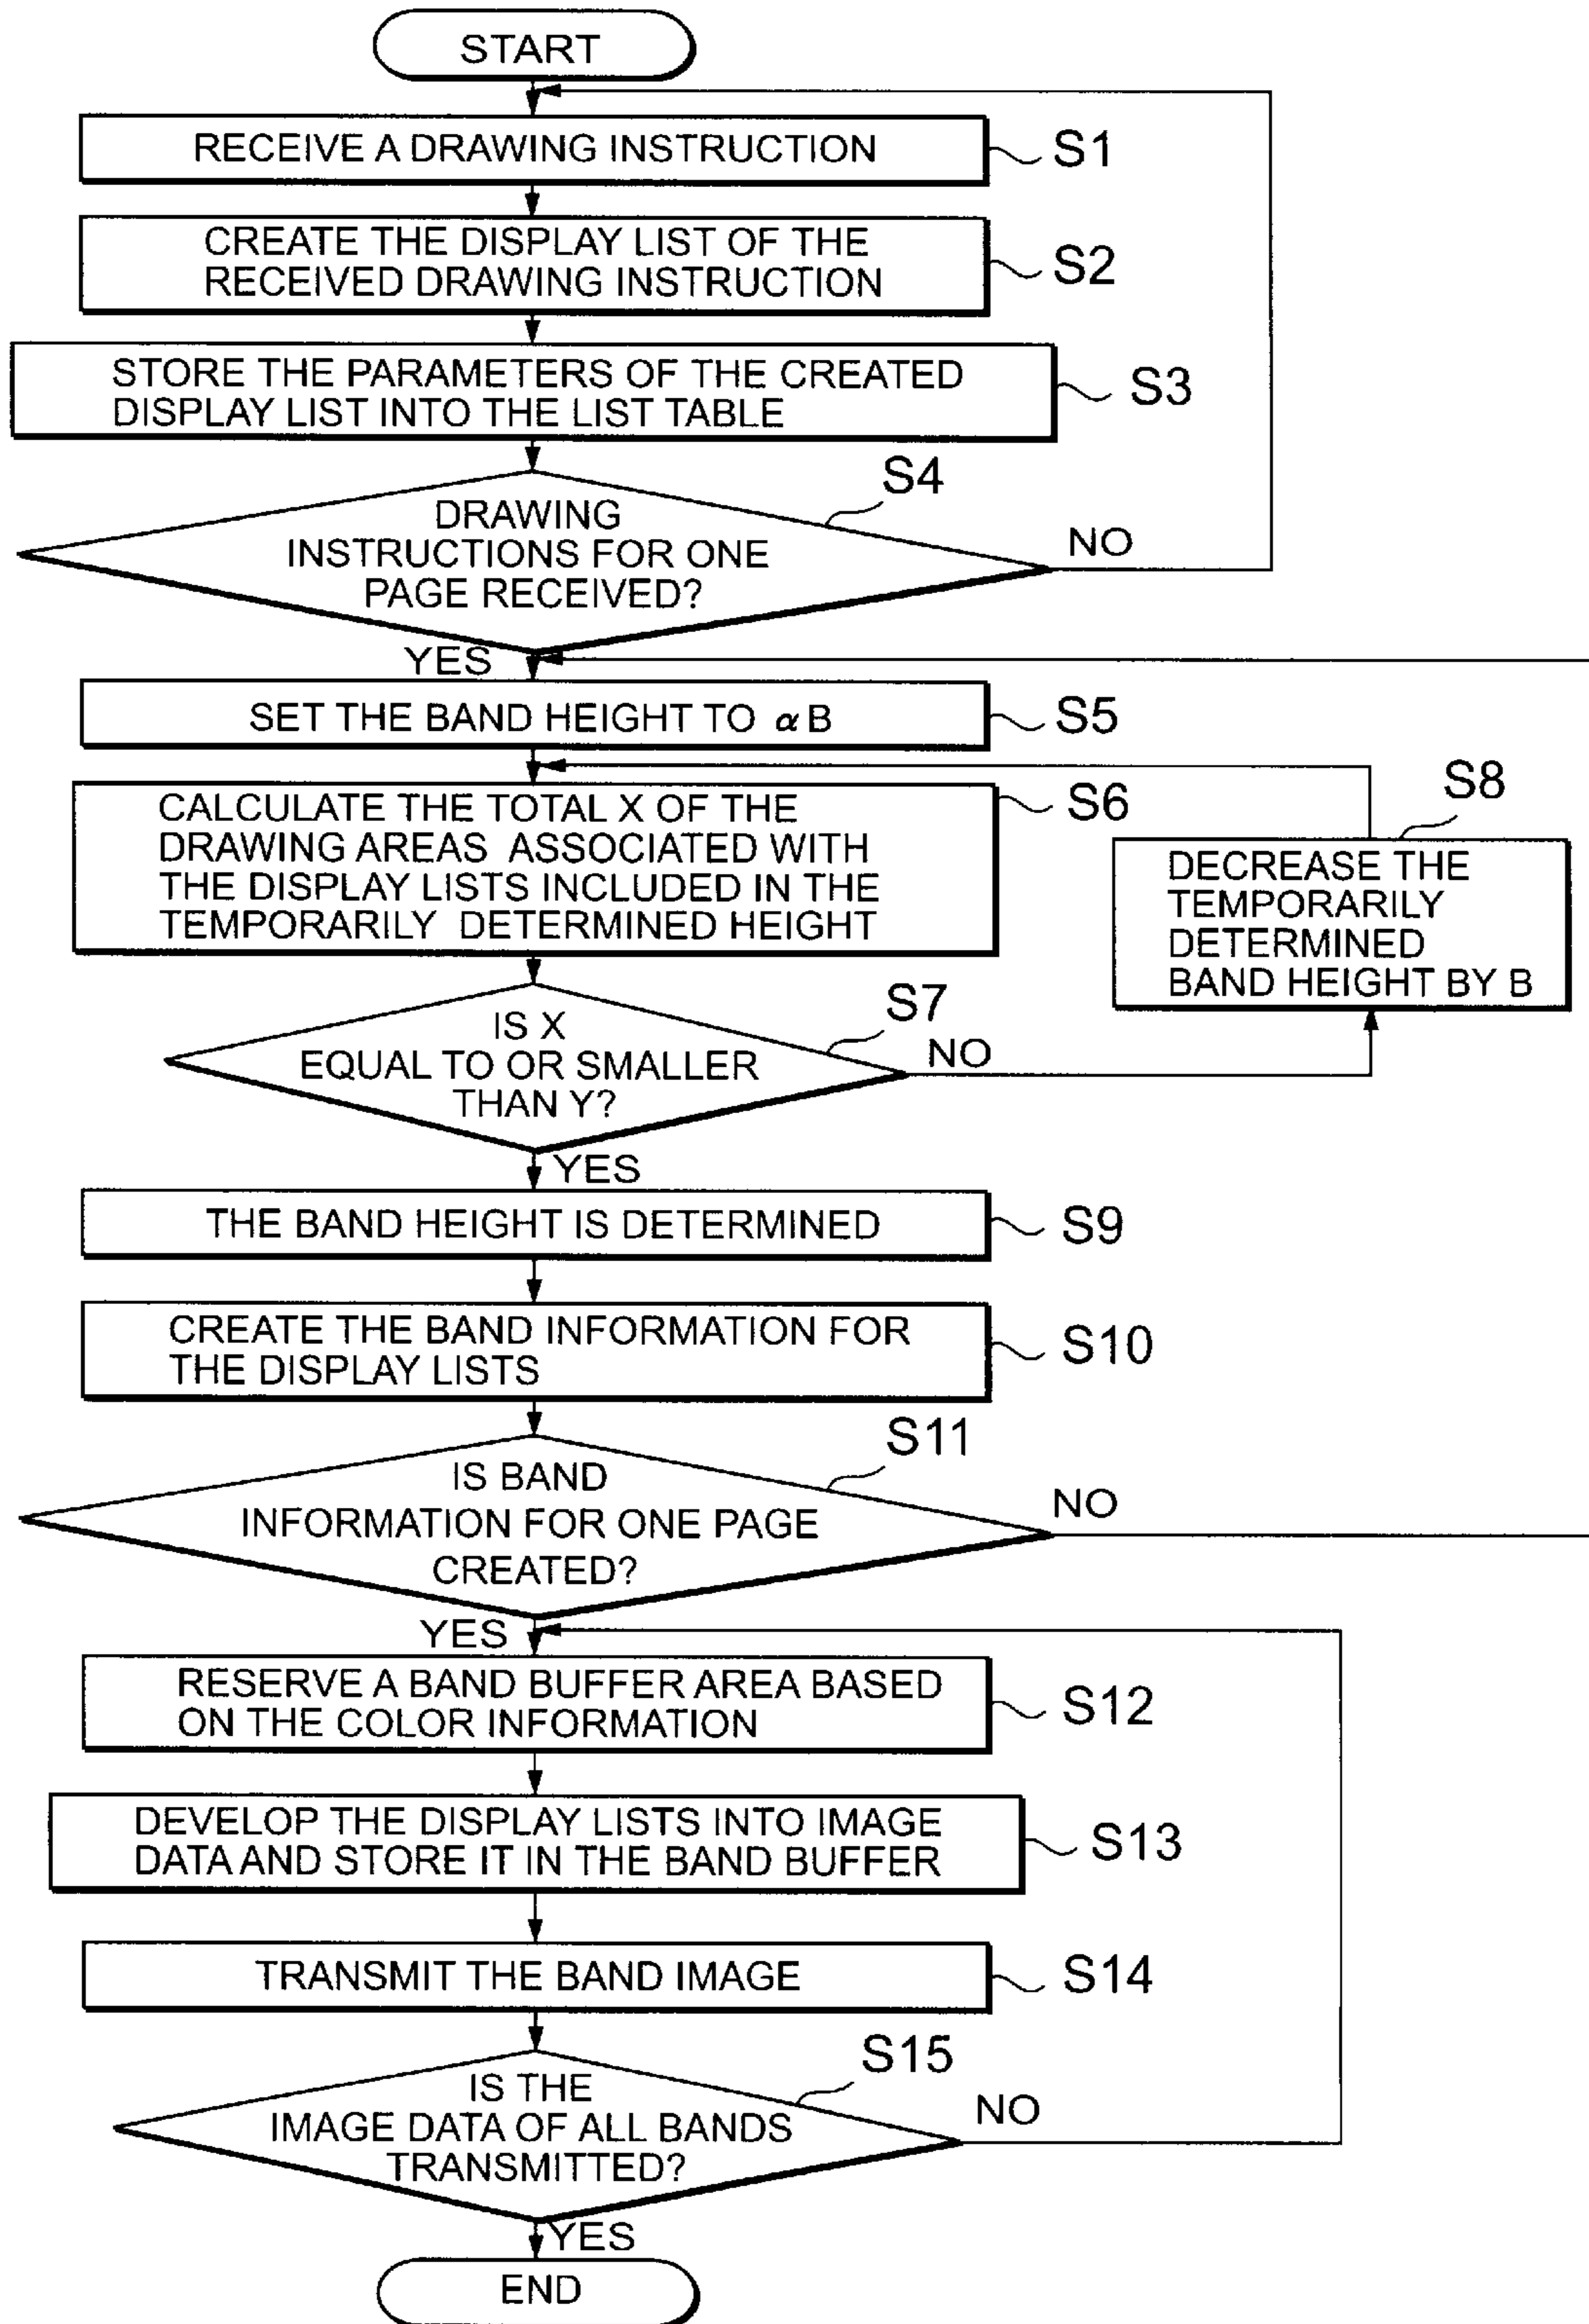 START
RECEIVE A DRAWING INSTRUCTION
S1
CREATE THE DISPLAY LIST OF THE
RECEIVED DRAWING INSTRUCTION
S2
STORE THE PARAMETERS OF THE CREATED
DISPLAY LIST INTO THE LIST TABLE
S3
S4
DRAWING
INSTRUCTIONS FOR ONE
PAGE RECEIVED?
NO
YES
SET THE BAND HEIGHT TO α B
S5
CALCULATE THE TOTAL X OF THE
DRAWING AREAS ASSOCIATED WITH
THE DISPLAY LISTS INCLUDED IN THE
TEMPORARILY DETERMINED HEIGHT
S6
S8
DECREASE THE
TEMPORARILY
DETERMINED
BAND HEIGHT BY B
S7
IS X
EQUAL TO OR SMALLER
THAN Y?
NO
YES
THE BAND HEIGHT IS DETERMINED
S9
CREATE THE BAND INFORMATION FOR
THE DISPLAY LISTS
S10
S11
IS BAND
INFORMATION FOR ONE PAGE
CREATED?
NO
YES
RESERVE A BAND BUFFER AREA BASED
ON THE COLOR INFORMATION
S12
DEVELOP THE DISPLAY LISTS INTO IMAGE
DATA AND STORE IT IN THE BAND BUFFER
S13
TRANSMIT THE BAND IMAGE
S14
S15
IS THE
IMAGE DATA OF ALL BANDS
TRANSMITTED?
NO
YES
END